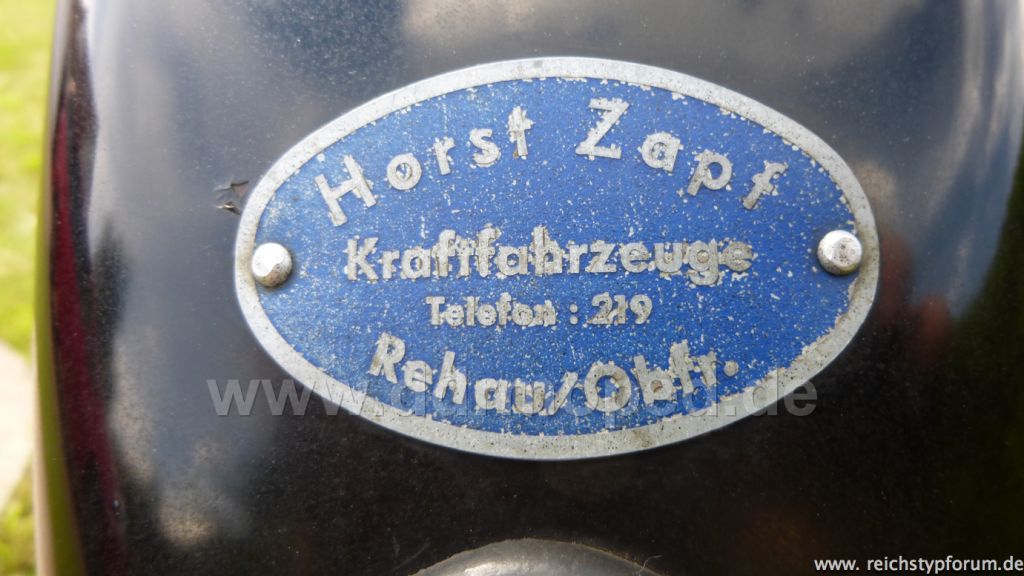 Horst Zapf
Kraftfahrzeuge
Telefon : 219
Rehau/Obfr.
www. reichstypforum.de